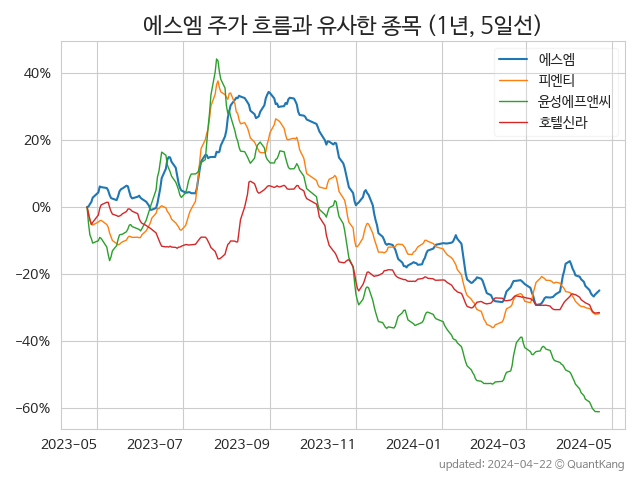 에스엠 주가 흐름과 유사한 종목 (1년, 5일선)
에스엠
피엔티
윤성에프앤씨
호텔신라
40%
20%
0%
−20%
−40%
−60%
2023-05 2023-07 2023-09 2023-11 2024-01 2024-03 2024-05
updated: 2024-04-22 © QuantKang